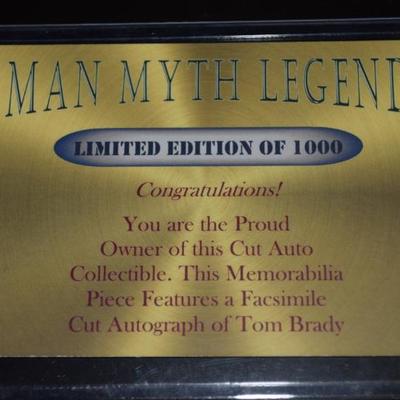 MAN MYTH LEGEND
LIMITED EDITION OF 1000
Congratulations!
You are the Proud
Owner of this Cut Auto
Collectible. This Memorabilia
Piece Features a Facsimile
Cut Autograph of Tom Brady